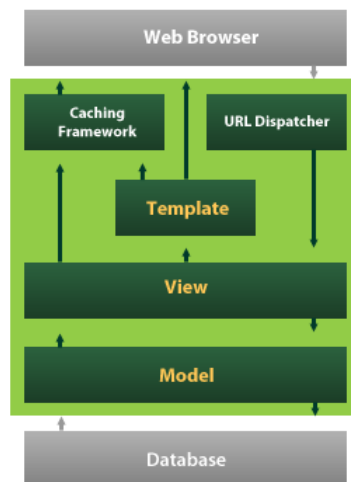 Web Browser
Caching
Framework
URL Dispatcher
Template
View
Model
Database